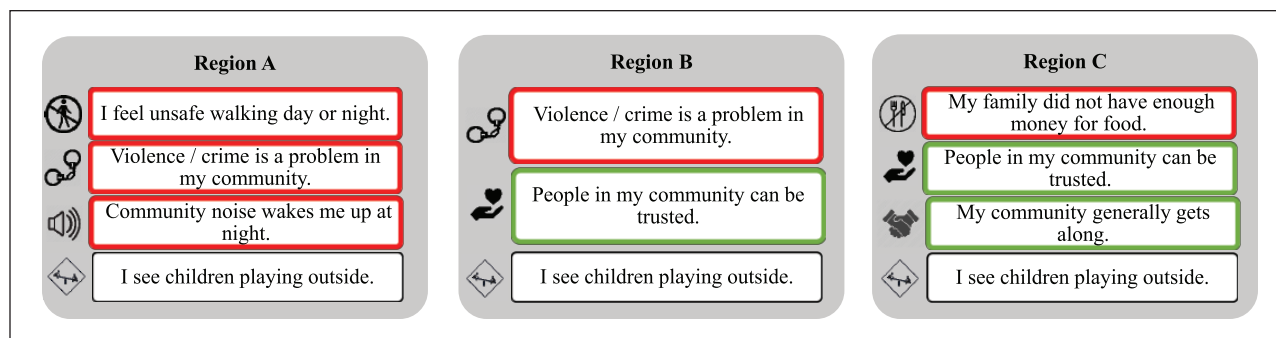 Region A
I feel unsafe walking day or night.
Violence / crime is a problem in
my community.
Community noise wakes me up at
night.
I see children playing outside.
Region B
Violence / crime is a problem in
my community.
People in my community can be
trusted.
I see children playing outside.
Region C
My family did not have enough
money for food.
People in my community can be
trusted.
My community generally gets
along.
I see children playing outside.